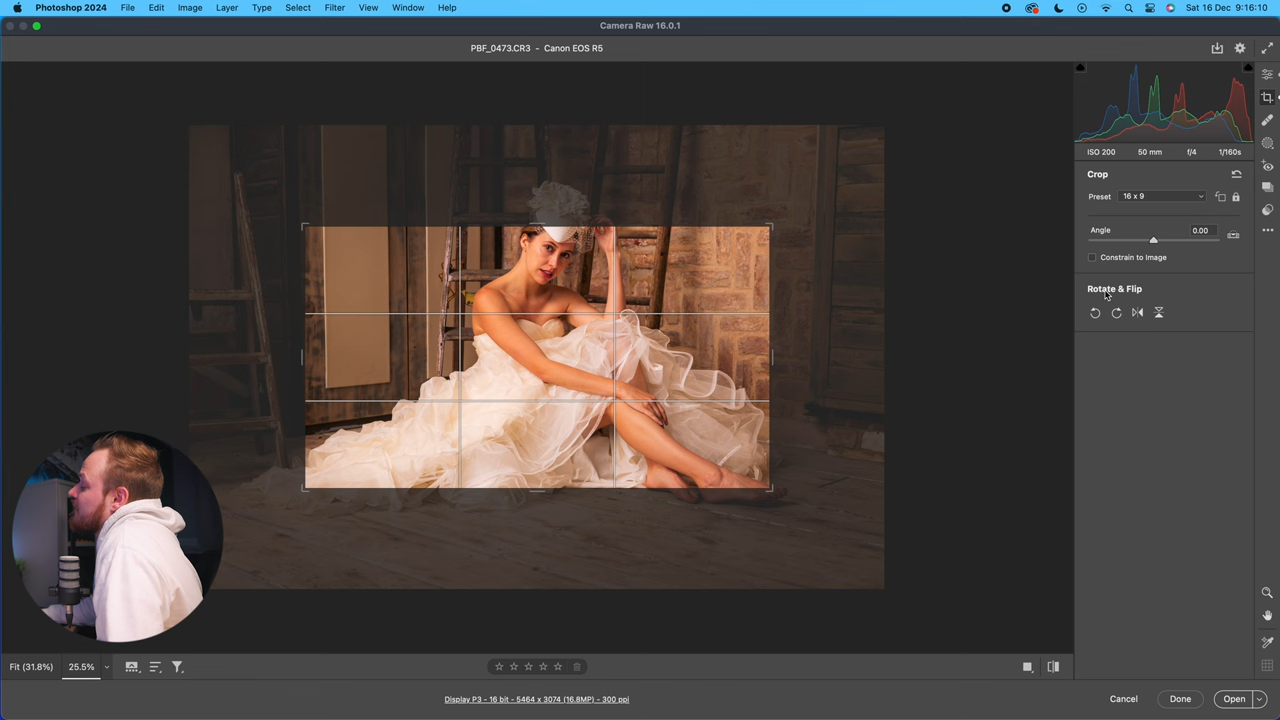 Photoshop 2024 File Edit Image Layer Type Select Filter View Window Help Sat 16 Dec 9:16:10
Camera Raw 16.0.1
PBF_0473.CR3 - Canon EOS R5
ISO 200 50 mm f/4 1/160s
Crop
Preset 16 x 9
Angle 0.00
Constrain to Image
Rotate & Flip
Fit (31.8%) 25.5%
Display P3 - 16 bit - 5464 x 3074 (16.8MP) - 300 ppi
Cancel Done Open